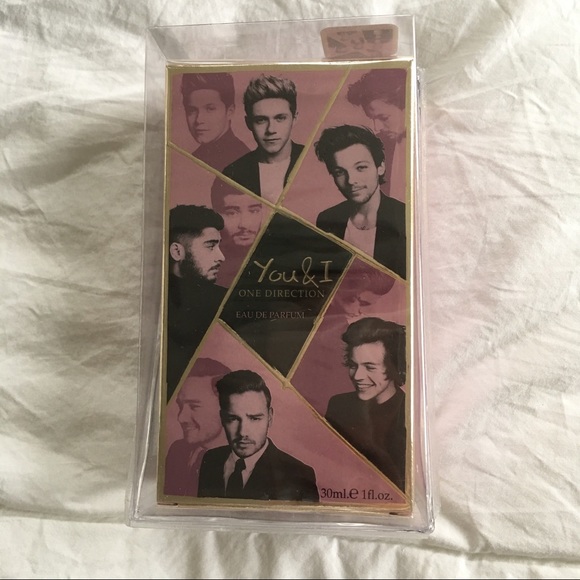 You & I
ONE DIRECTION
EAU DE PARFUM
30ml.e 1fl.oz.